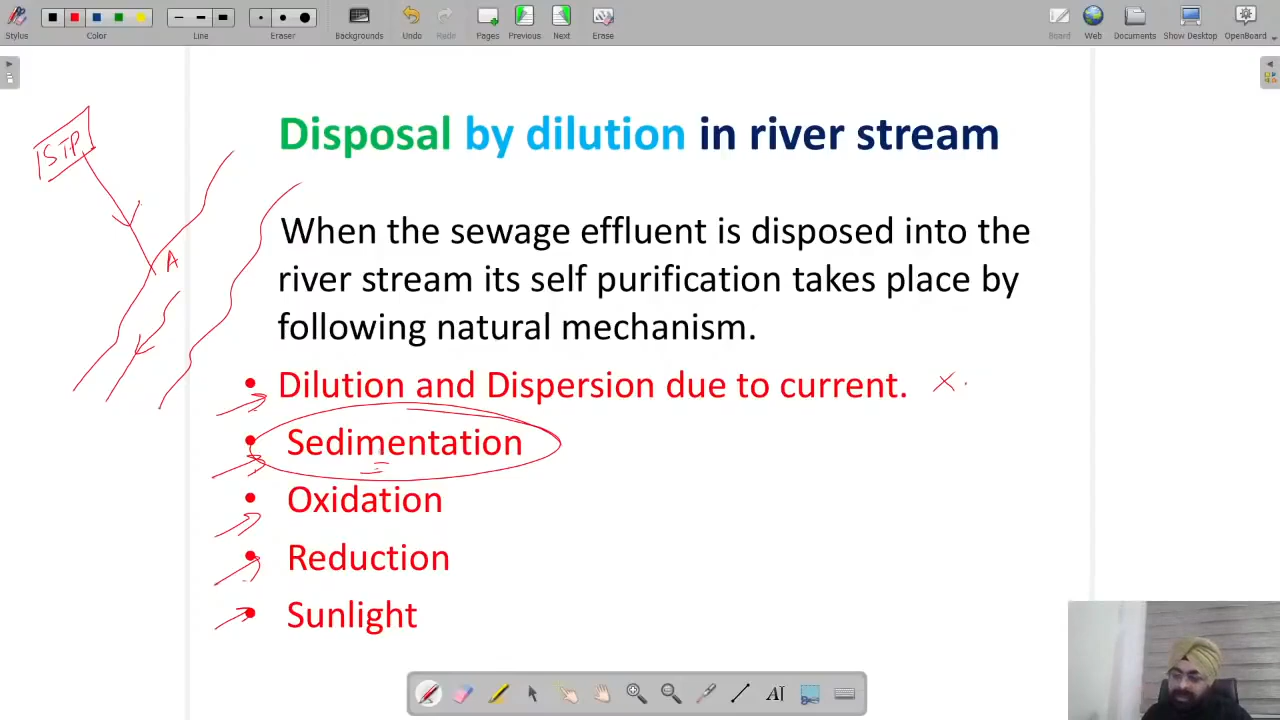 Stylus
Color
Line
Eraser
Backgrounds
Undo
Redo
Pages
Previous
Next
Erase
Board
Web
Documents
Show Desktop
OpenBoard
STP
A
Disposal by dilution in river stream
When the sewage effluent is disposed into the
river stream its self purification takes place by
following natural mechanism.
• Dilution and Dispersion due to current. ×
• Sedimentation
• Oxidation
• Reduction
• Sunlight